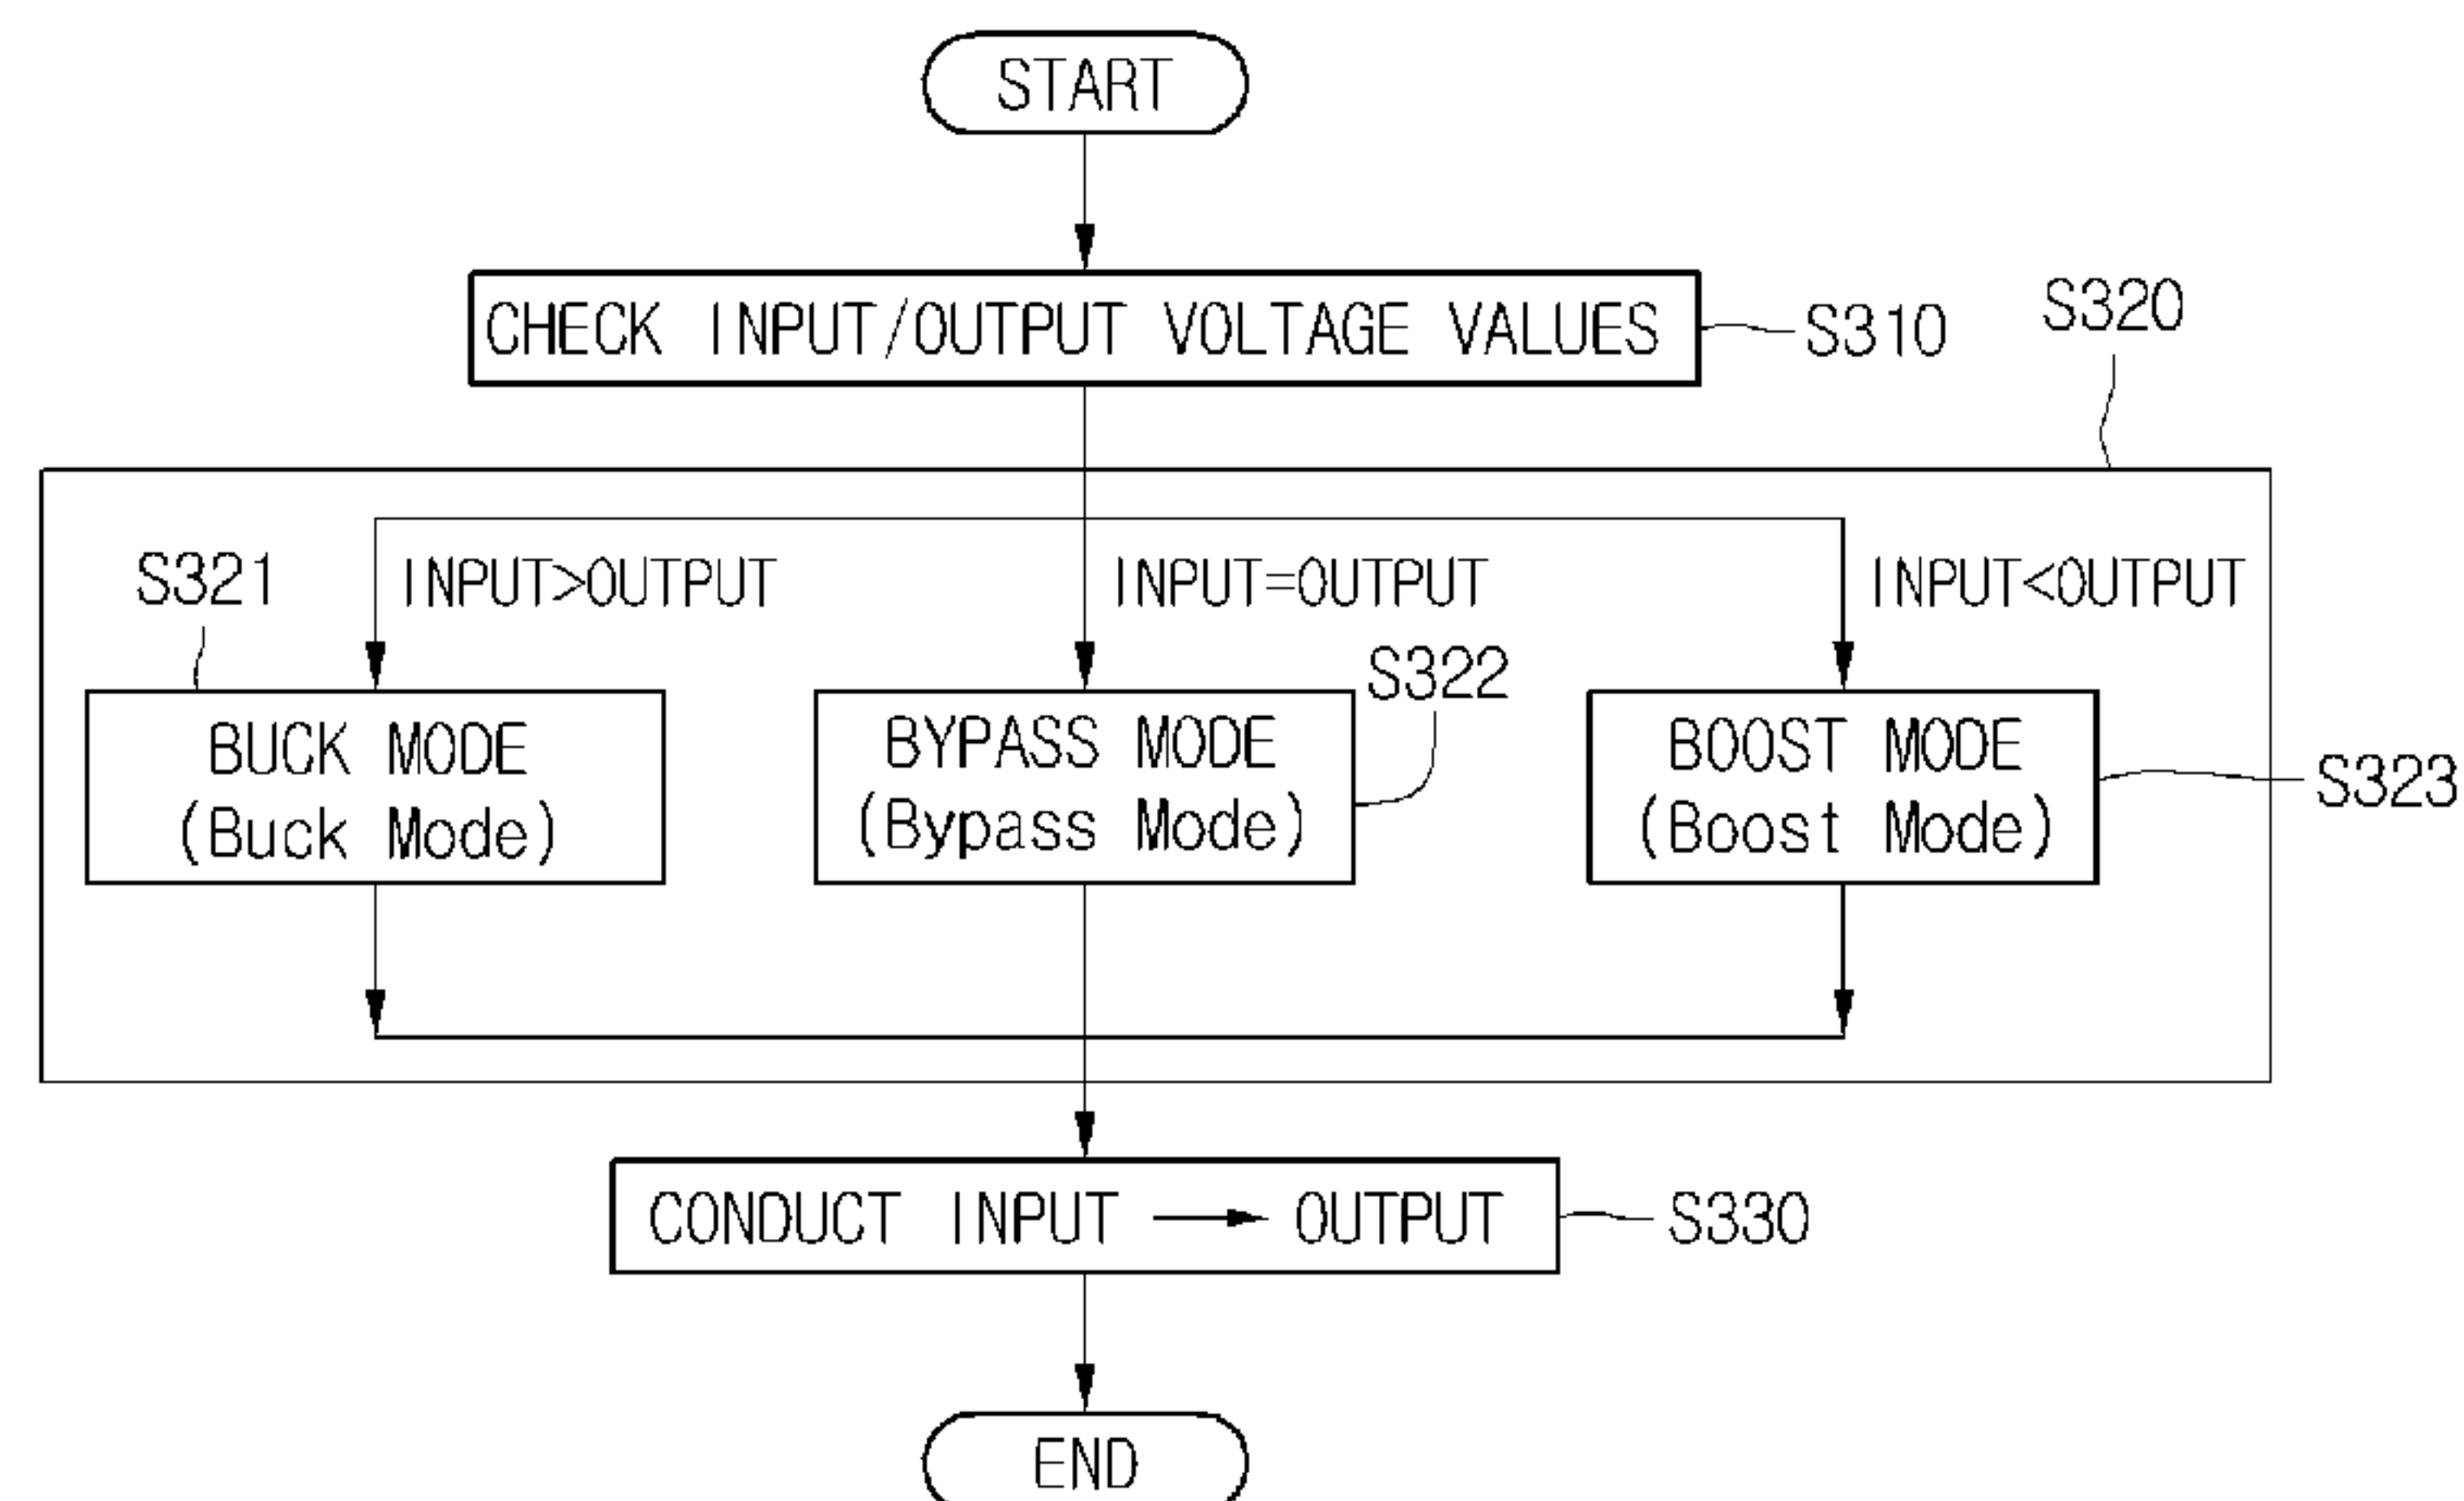 START
CHECK INPUT/OUTPUT VOLTAGE VALUES
S310
S320
S321
INPUT>OUTPUT
INPUT=OUTPUT
INPUT<OUTPUT
S322
BUCK MODE
(Buck Mode)
BYPASS MODE
(Bypass Mode)
BOOST MODE
(Boost Mode)
S323
CONDUCT INPUT → OUTPUT
S330
END